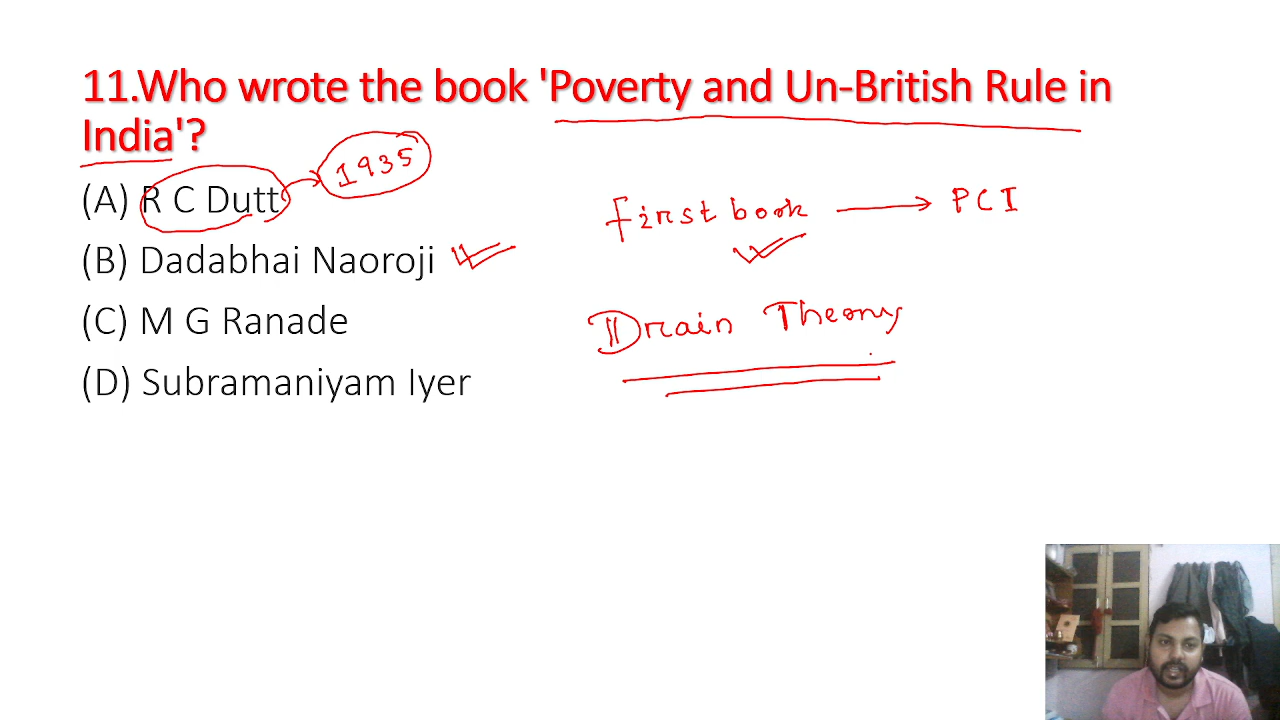 11.Who wrote the book 'Poverty and Un-British Rule in
India'?
(A) R C Dutt
1935
(B) Dadabhai Naoroji
(C) M G Ranade
(D) Subramaniyam Iyer
First book → PCI
Drain Theory